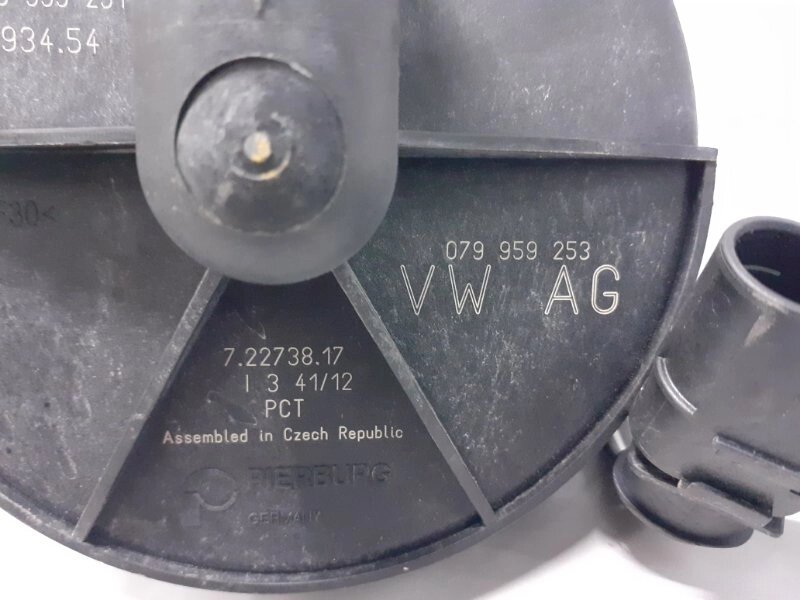 934.54
30<
079 959 253
VW AG
7.22738.17
I 3 41/12
PCT
Assembled in Czech Republic
PIERBURG
GERMANY